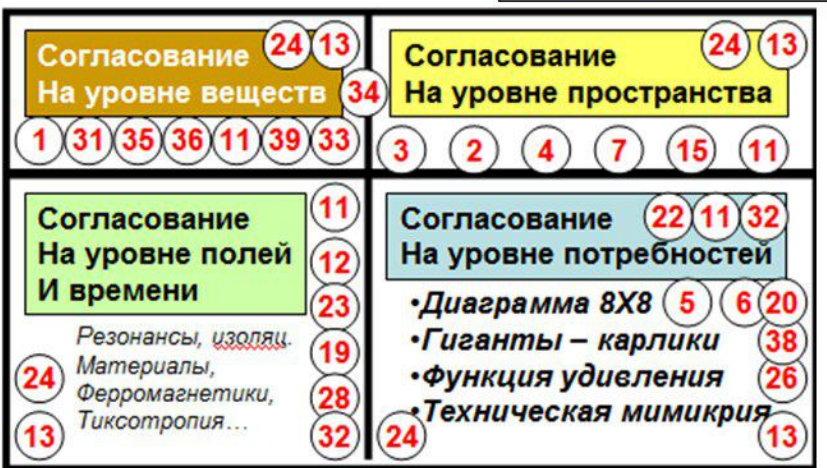 Согласование 24 13
На уровне веществ 34
1 31 35 36 11 39 33
Согласование 24 13
На уровне пространства
3 2 4 7 15 11
Согласование 11
На уровне полей 12
И времени 23
Резонансы, изоляц. 19
24 Материалы,
Ферромагнетики, 28
13 Тиксотропия... 32
Согласование 22 11 32
На уровне потребностей
•Диаграмма 8Х8 5 6 20
•Гиганты – карлики 38
•Функция удивления 26
•Техническая мимикрия
24 13